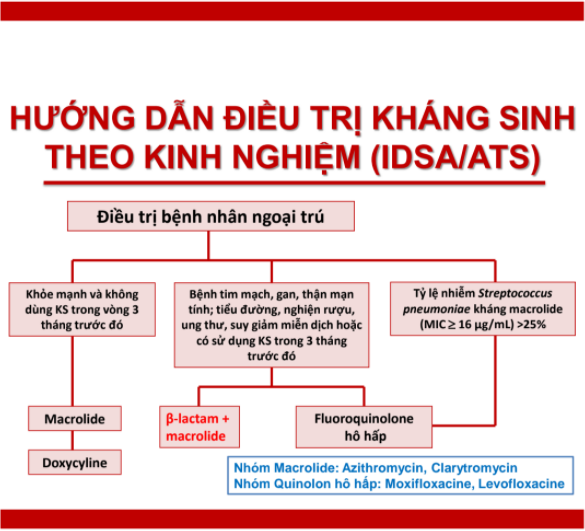 HƯỚNG DẪN ĐIỀU TRỊ KHÁNG SINH
THEO KINH NGHIỆM (IDSA/ATS)
Điều trị bệnh nhân ngoại trú
Khỏe mạnh và không
dùng KS trong vòng 3
tháng trước đó
Bệnh tim mạch, gan, thận mạn
tính; tiểu đường, nghiện rượu,
ung thư, suy giảm miễn dịch hoặc
có sử dụng KS trong 3 tháng
trước đó
Tỷ lệ nhiễm Streptococcus
pneumoniae kháng macrolide
(MIC ≥ 16 µg/mL) >25%
Macrolide
Doxycyline
β-lactam +
macrolide
Fluoroquinolone
hô hấp
Nhóm Macrolide: Azithromycin, Clarytromycin
Nhóm Quinolon hô hấp: Moxifloxacine, Levofloxacine